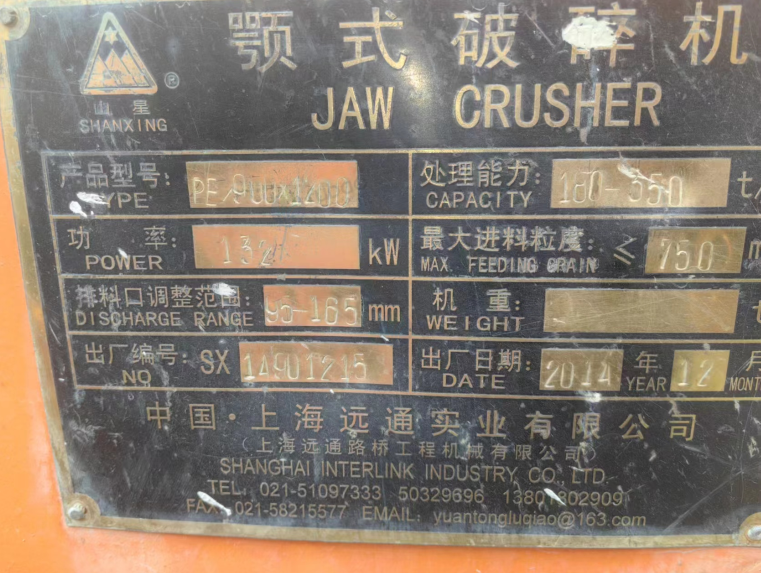 颚式破碎机
®
山星
SHANXING
JAW CRUSHER
产品型号: PE/900×1200
TYPE
处理能力: 180-350 t/
CAPACITY
功率: 132 kW
POWER
最大进料粒度: ≤ 750 m
MAX. FEEDING GRAIN
排料口调整范围: 95-165 mm
DISCHARGE RANGE
机重: t
WEIGHT
出厂编号: SX 14901215
NO
出厂日期: 2014 年 12 月
DATE YEAR MONT
中国·上海远通实业有限公司
(上海远通路桥工程机械有限公司)
SHANGHAI INTERLINK INDUSTRY CO., LTD.
TEL: 021-51097333 50329696 13801802909
FAX: 021-58215577 EMAIL: yuantongluqiao@163.com